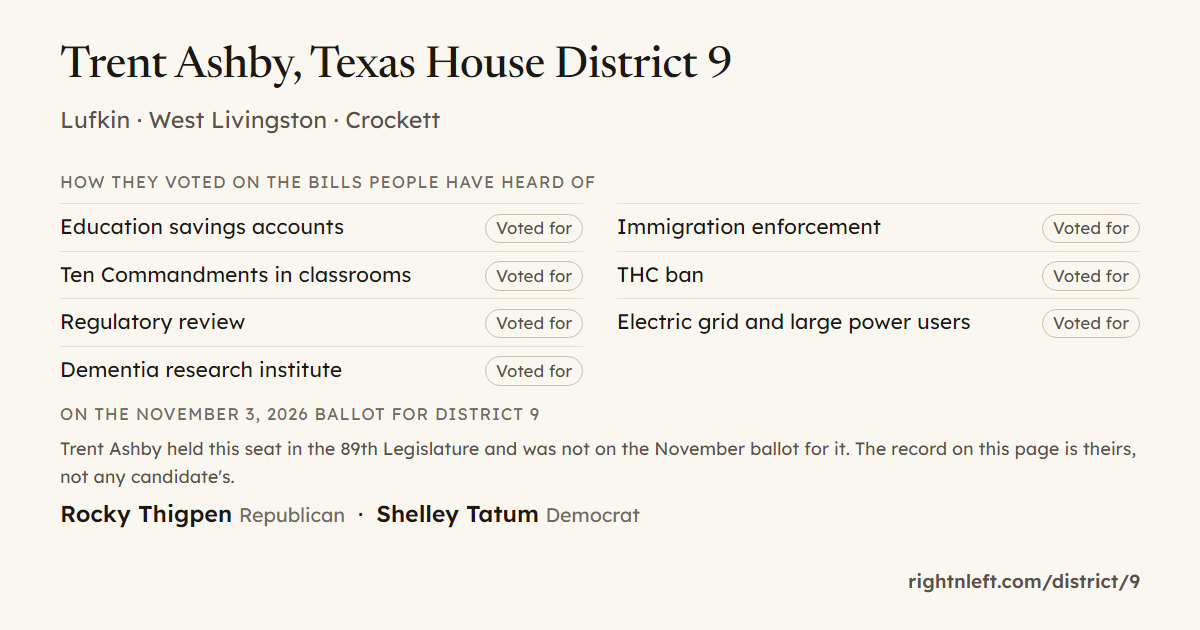 Trent Ashby, Texas House District 9
Lufkin · West Livingston · Crockett
HOW THEY VOTED ON THE BILLS PEOPLE HAVE HEARD OF
Education savings accounts Voted for
Ten Commandments in classrooms Voted for
Regulatory review Voted for
Dementia research institute Voted for
Immigration enforcement Voted for
THC ban Voted for
Electric grid and large power users Voted for
ON THE NOVEMBER 3, 2026 BALLOT FOR DISTRICT 9
Trent Ashby held this seat in the 89th Legislature and was not on the November ballot for it. The record on this page is theirs,
not any candidate's.
Rocky Thigpen Republican · Shelley Tatum Democrat
rightnleft.com/district/9